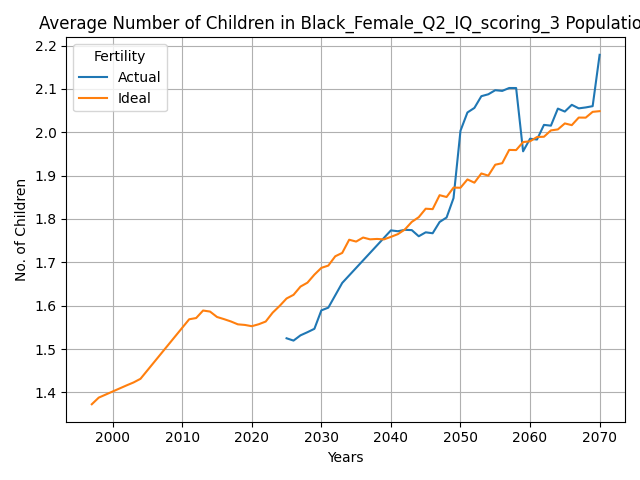 Average Number of Children in Black_Female_Q2_IQ_scoring_3 Populatio
Fertility
Actual
Ideal
2.2
2.1
2.0
1.9
1.8
1.7
1.6
1.5
1.4
No. of Children
2000 2010 2020 2030 2040 2050 2060 2070
Years